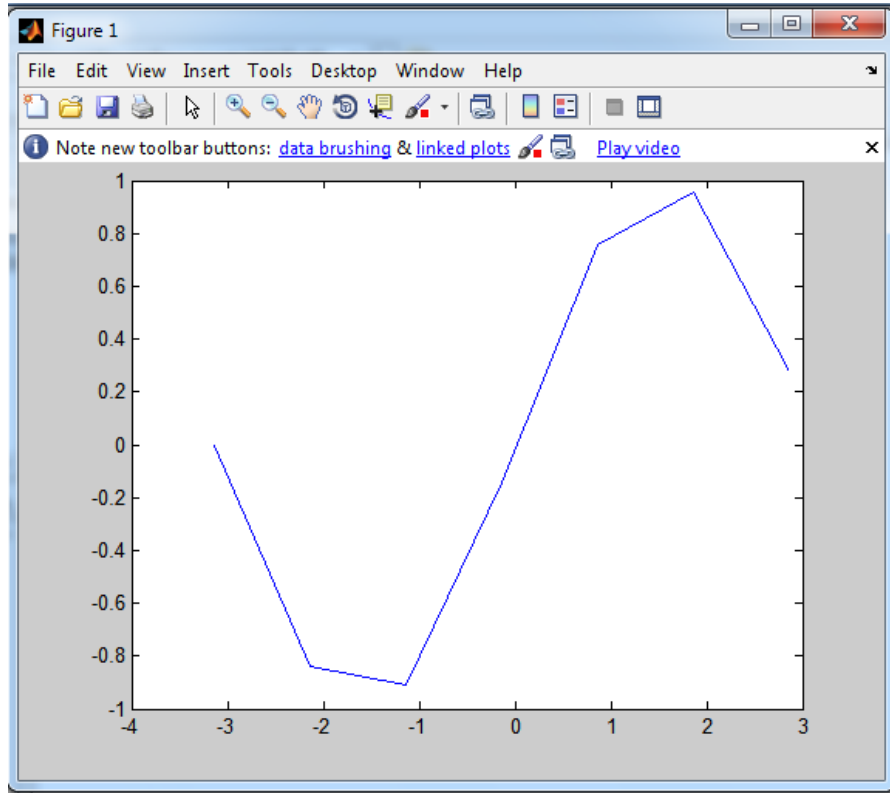 Figure 1
File Edit View Insert Tools Desktop Window Help
Note new toolbar buttons: data brushing & linked plots Play video
1
0.8
0.6
0.4
0.2
0
-0.2
-0.4
-0.6
-0.8
-1
-4 -3 -2 -1 0 1 2 3